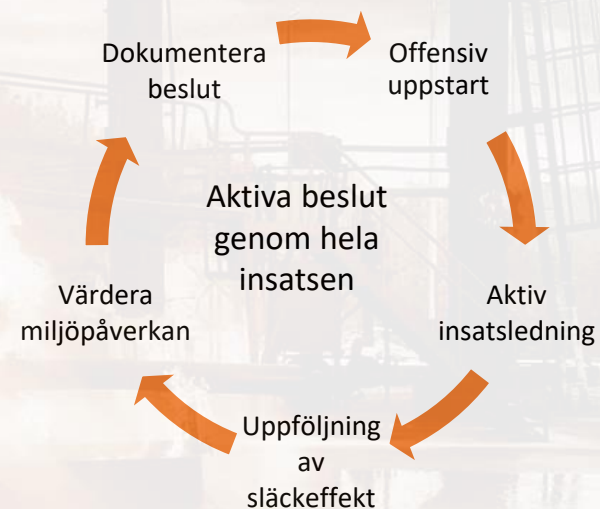 Dokumentera
beslut
Offensiv
uppstart
Aktiva beslut
genom hela
insatsen
Värdera
miljöpåverkan
Aktiv
insatsledning
Uppföljning
av
släckeffekt